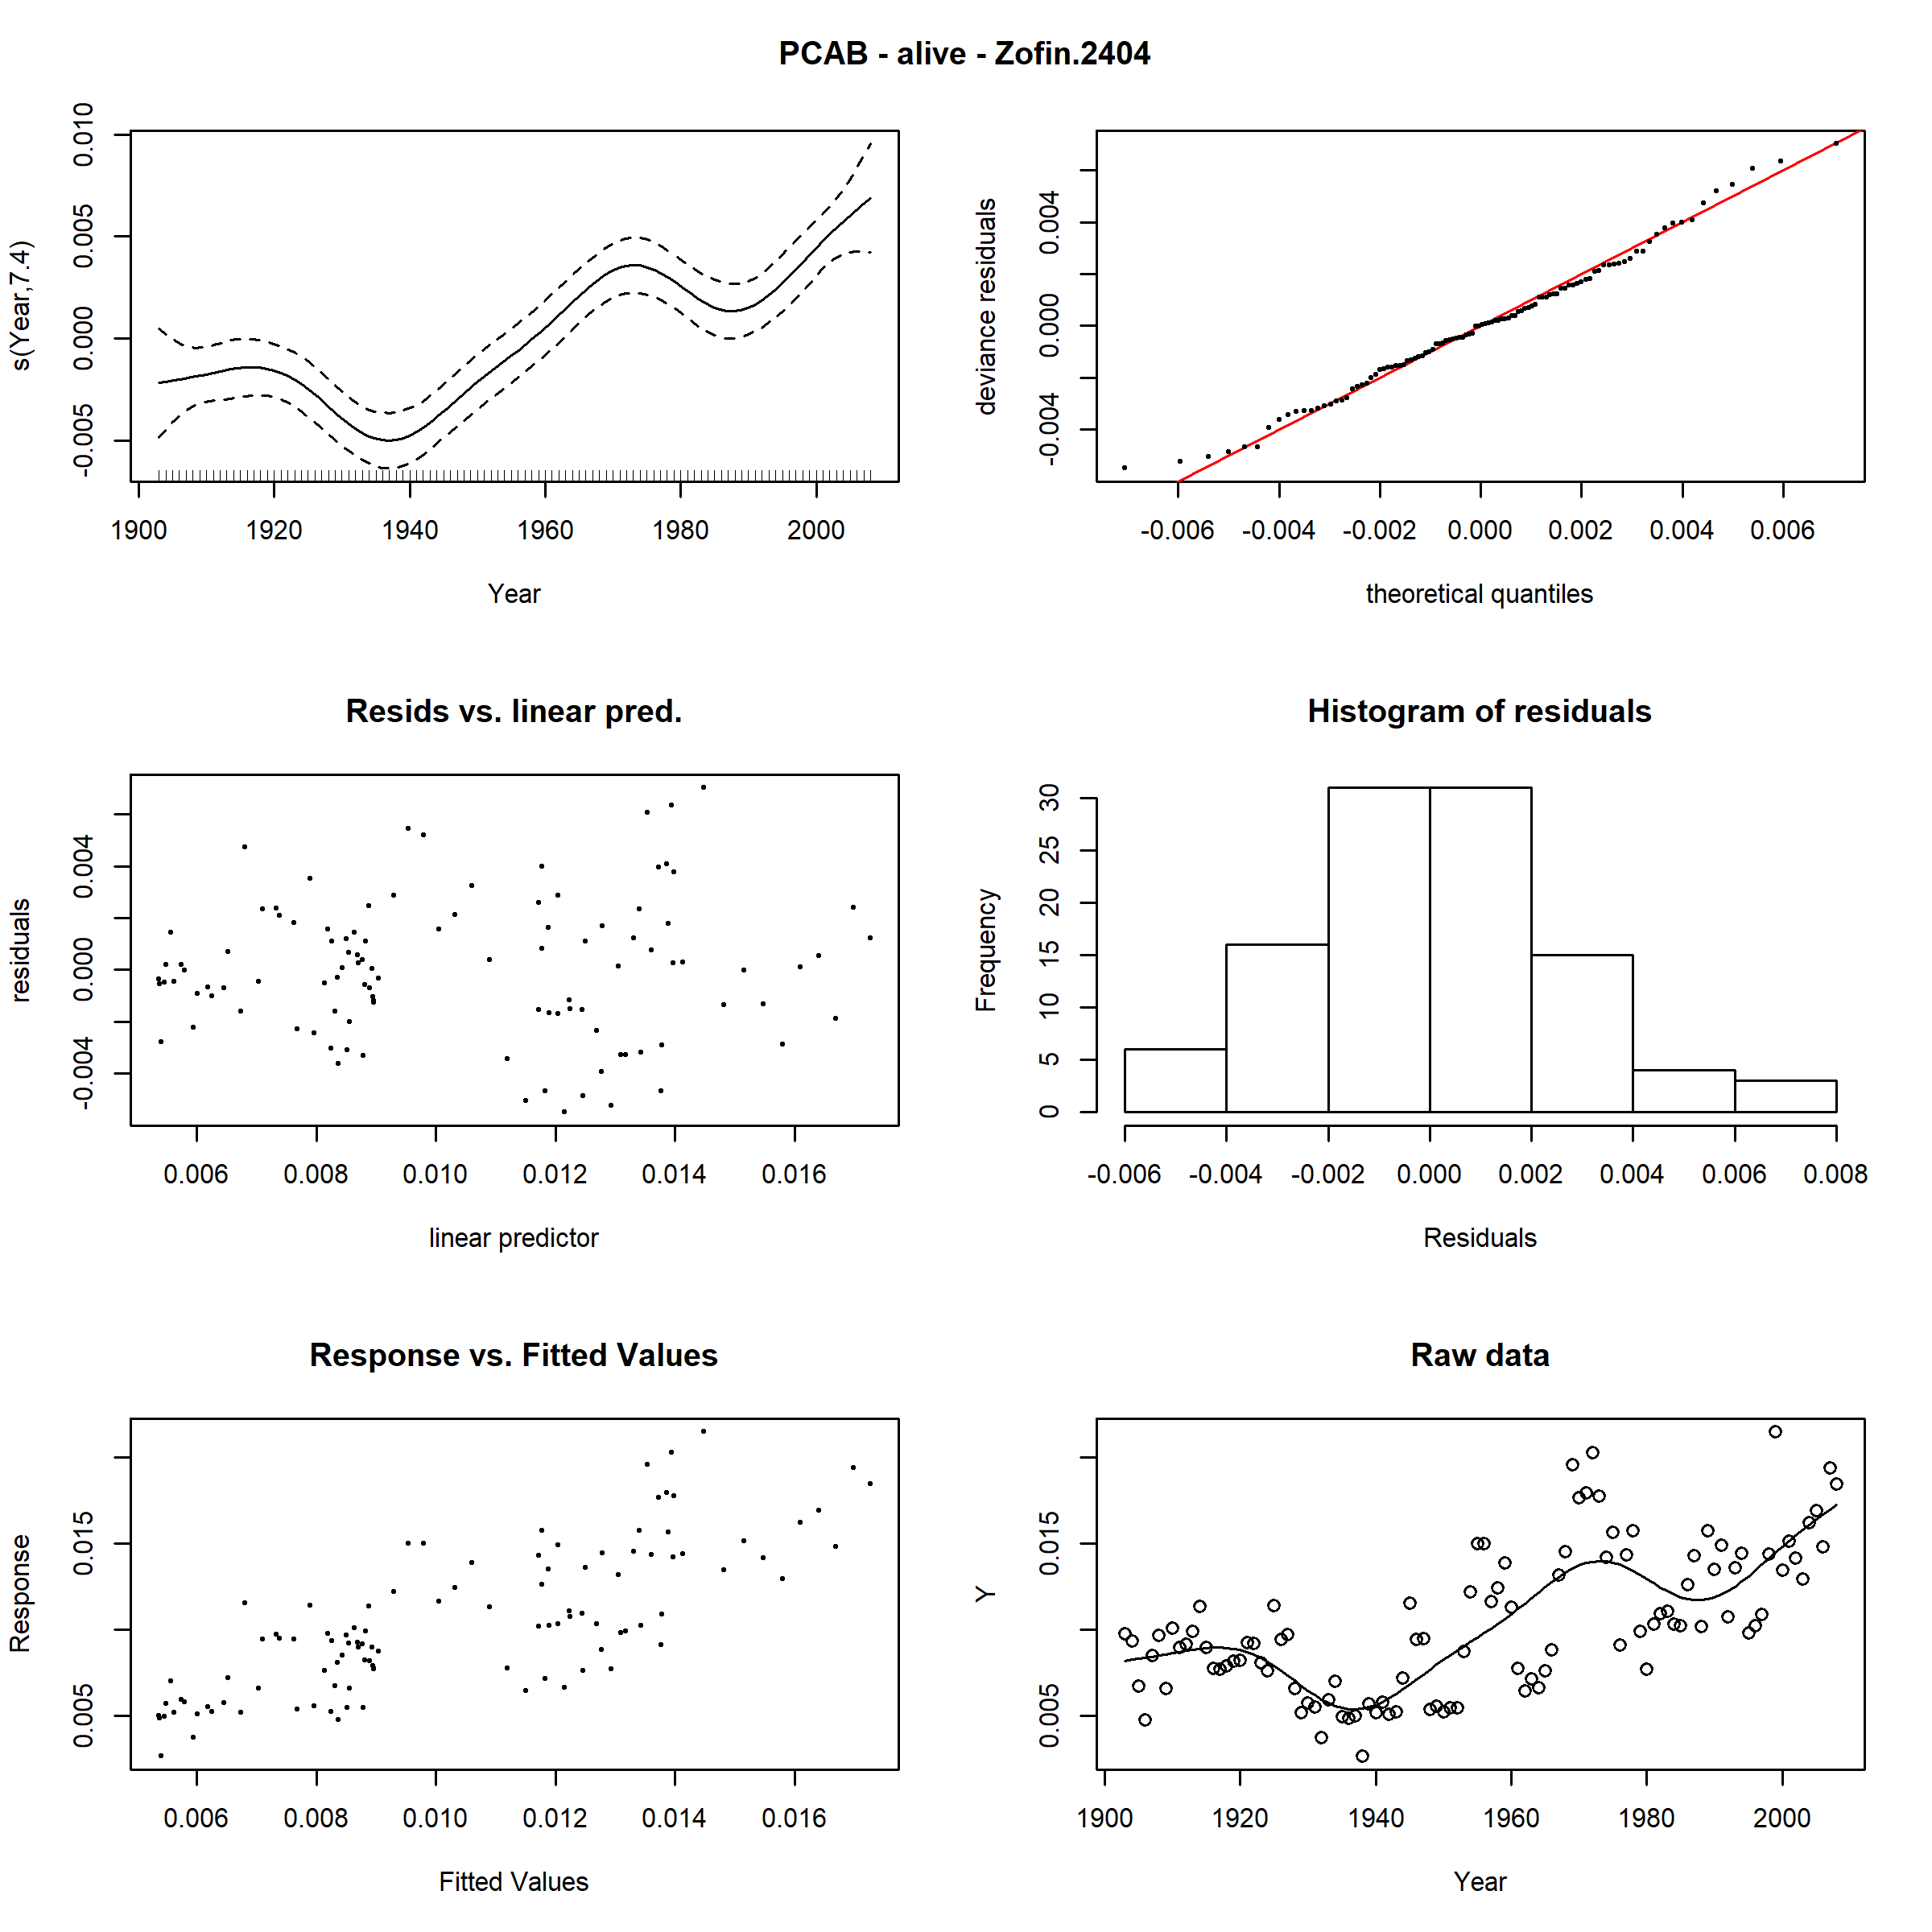 PCAB - alive - Zofin.2404
s(Year,7.4)
-0.005 0.000 0.005 0.010
1900 1920 1940 1960 1980 2000
Year
deviance residuals
-0.004 0.000 0.004
-0.006 -0.004 -0.002 0.000 0.002 0.004 0.006
theoretical quantiles
Resids vs. linear pred.
residuals
-0.004 0.000 0.004
0.006 0.008 0.010 0.012 0.014 0.016
linear predictor
Histogram of residuals
Frequency
0 5 10 15 20 25 30
-0.006 -0.004 -0.002 0.000 0.002 0.004 0.006 0.008
Residuals
Response vs. Fitted Values
Response
0.005 0.015
0.006 0.008 0.010 0.012 0.014 0.016
Fitted Values
Raw data
Y
0.005 0.015
1900 1920 1940 1960 1980 2000
Year